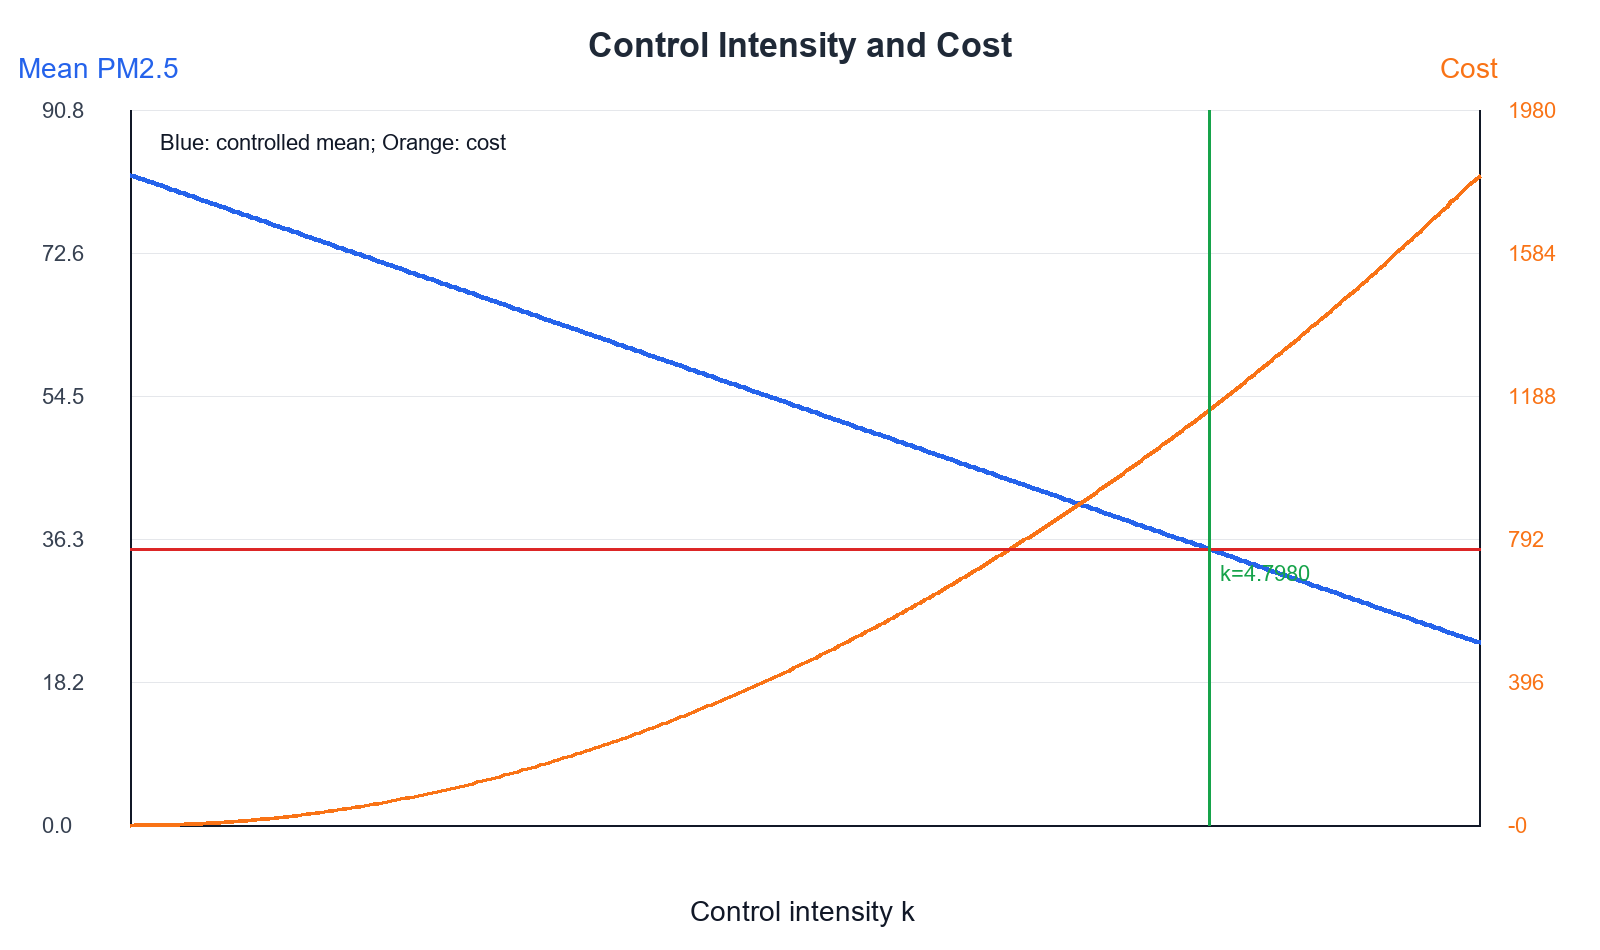 Control Intensity and Cost
Mean PM2.5
Cost
90.8
1980
Blue: controlled mean; Orange: cost
72.6
1584
54.5
1188
36.3
792
k=4.7980
18.2
396
0.0
-0
Control intensity k